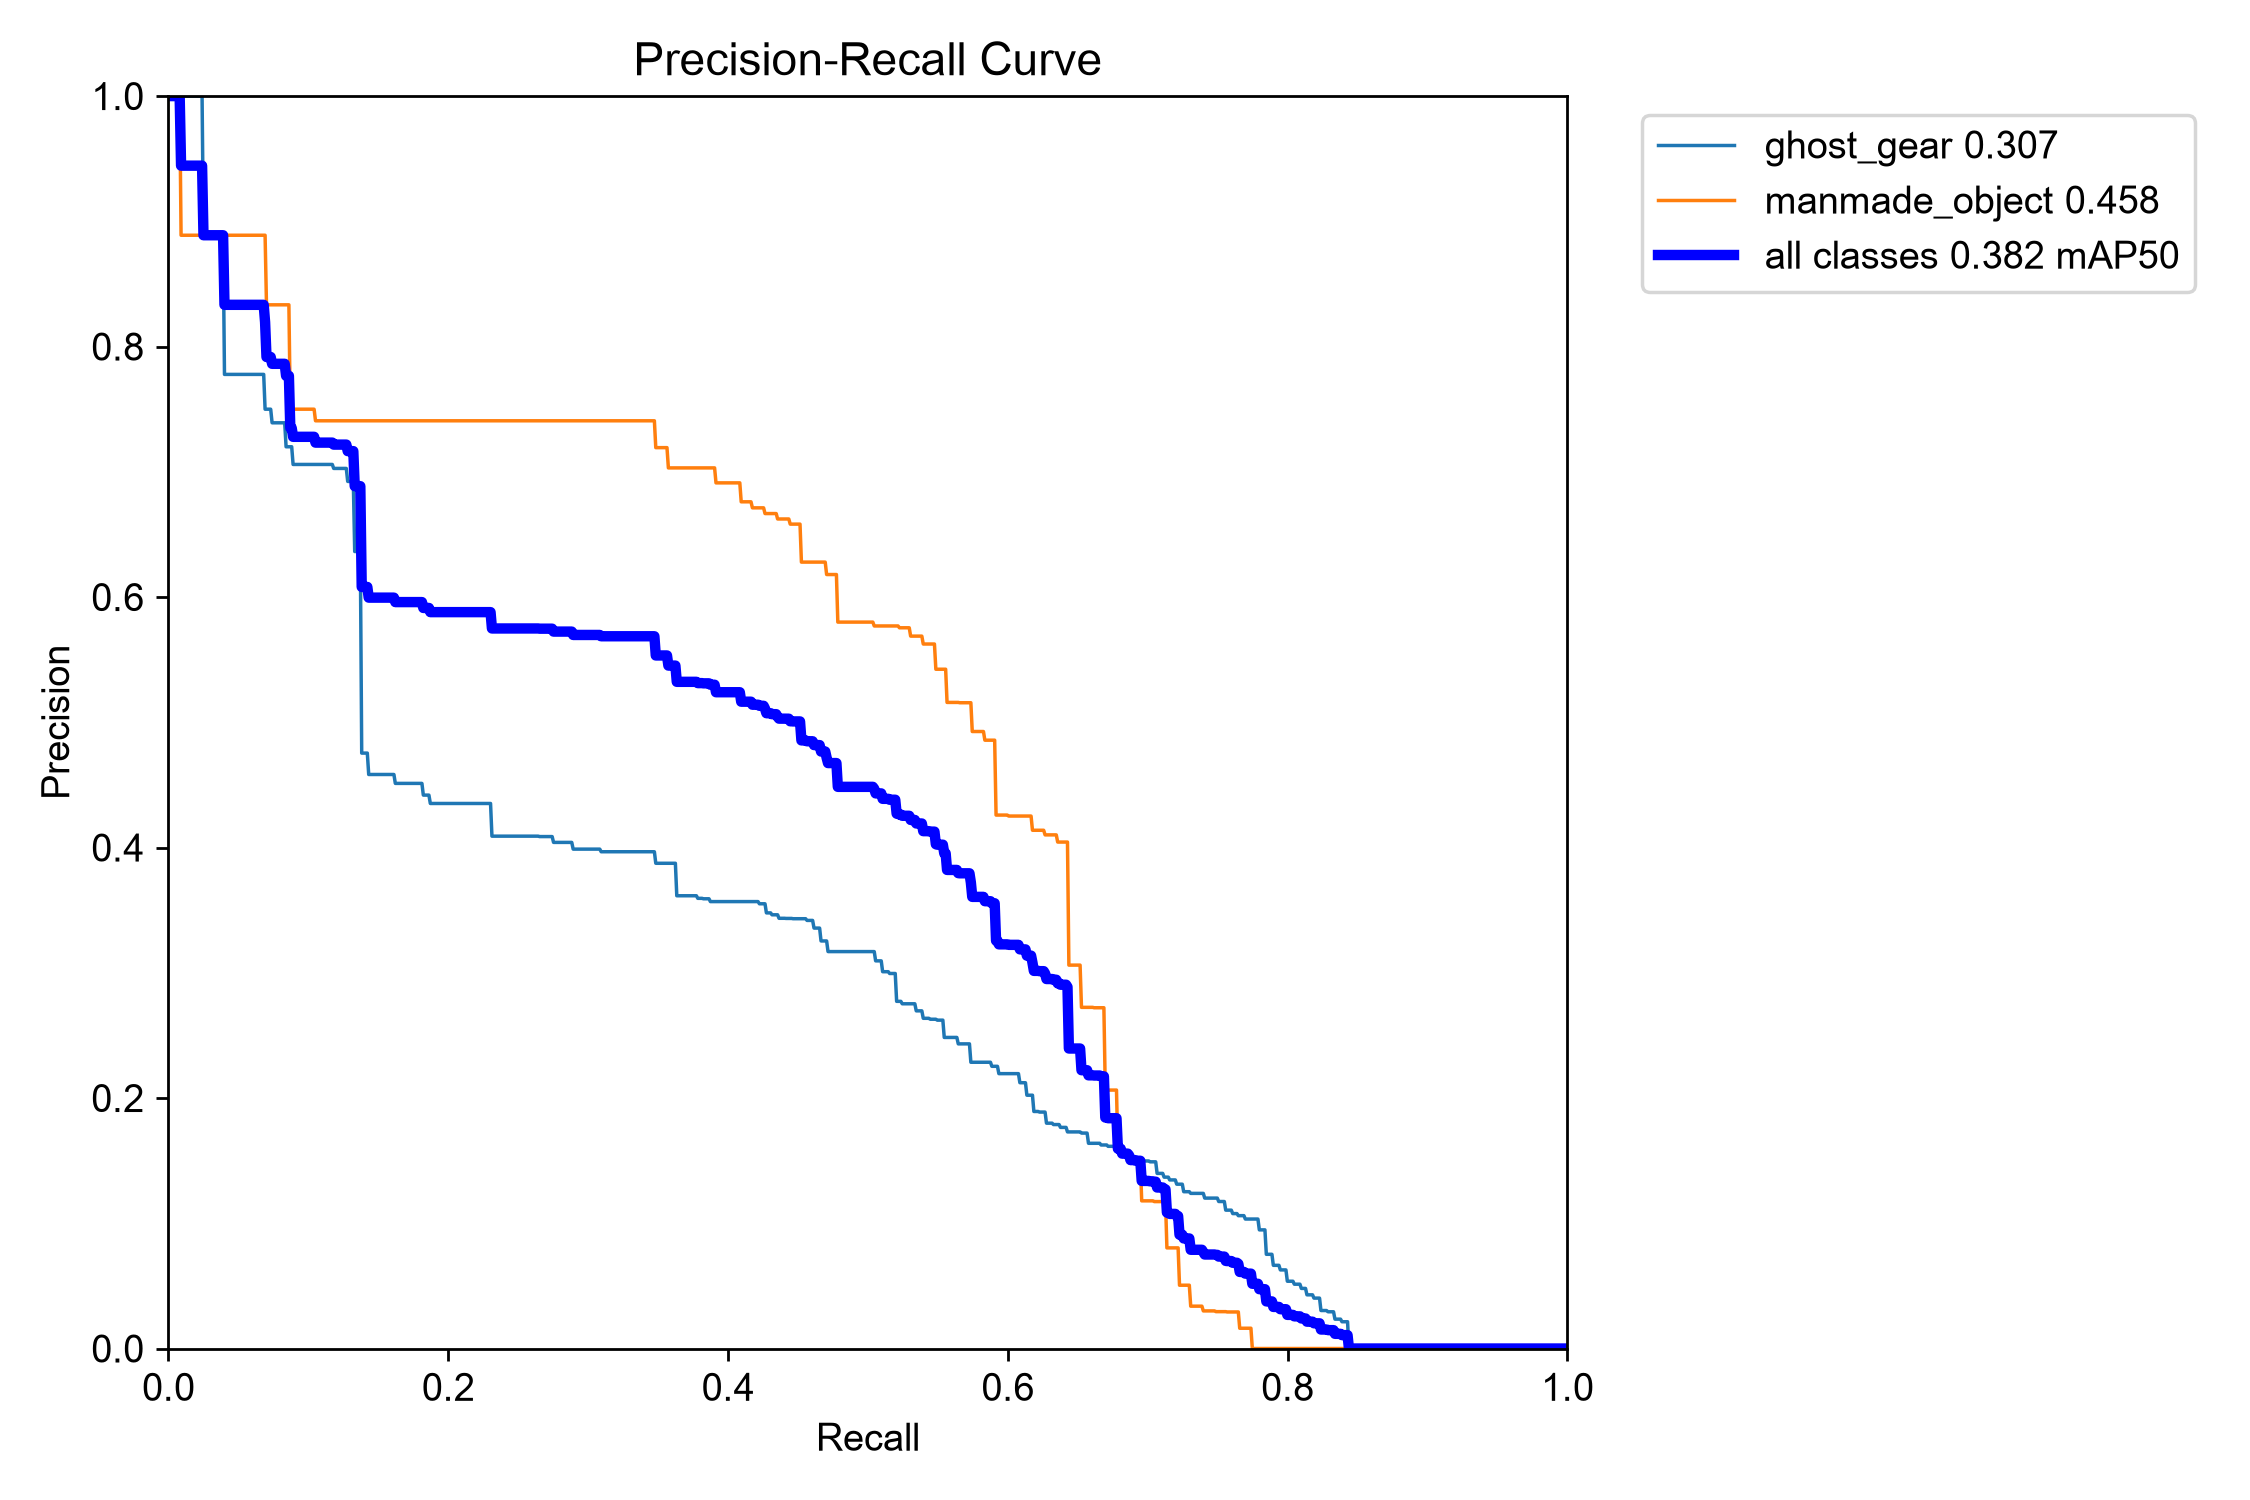 Precision-Recall Curve
1.0
0.8
0.6
0.4
0.2
0.0
Precision
0.0 0.2 0.4 0.6 0.8 1.0
Recall
ghost_gear 0.307
manmade_object 0.458
all classes 0.382 mAP50